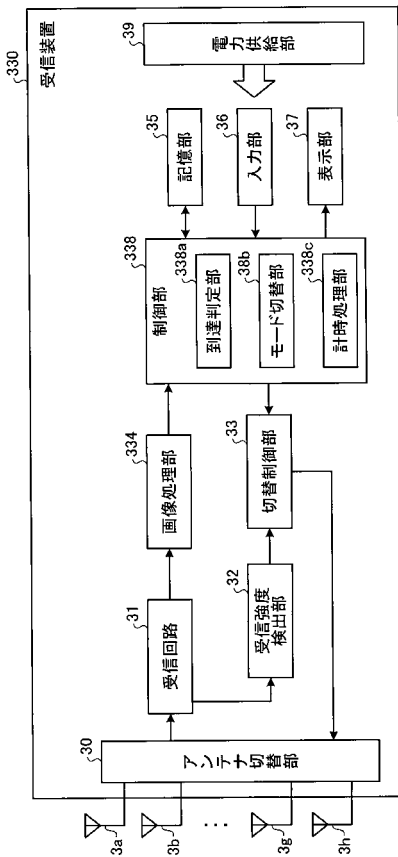 330
受信装置
30
アンテナ切替部
3a
3b
…
3g
3h
31
受信回路
32
受信強度
検出部
334
画像処理部
33
切替制御部
338
制御部
338a
到達判定部
38b
モード切替部
338c
計時処理部
35
記憶部
36
入力部
37
表示部
39
電力供給部